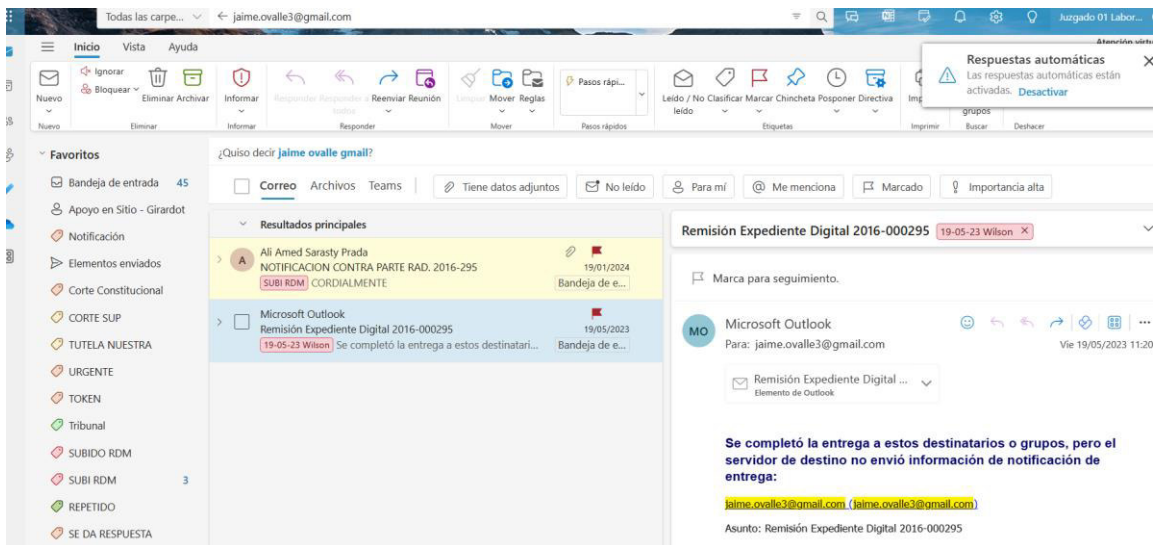 Todas las carpe...
jaime.ovalle3@gmail.com
Juzgado 01 Labor...
Atención virtu
Inicio Vista Ayuda
Respuestas automáticas
Las respuestas automáticas están
activadas. Desactivar
Nuevo
Ignorar
Bloquear
Eliminar Archivar
Informar
Responder Responder a todos Reenviar Reunión
Limpiar Mover Reglas
Pasos rápi...
Leído / No leído Clasificar Marcar Chincheta Posponer Directiva
grupos
Nuevo Eliminar Informar Responder Mover Pasos rápidos Etiquetas Imprimir Buscar Deshacer
Favoritos
Bandeja de entrada 45
Apoyo en Sitio - Girardot
Notificación
Elementos enviados
Corte Constitucional
CORTE SUP
TUTELA NUESTRA
URGENTE
TOKEN
Tribunal
SUBIDO RDM
SUBI RDM 3
REPETIDO
SE DA RESPUESTA
¿Quiso decir jaime ovalle gmail?
Correo Archivos Teams Tiene datos adjuntos No leído Para mí Me menciona Marcado Importancia alta
Resultados principales
A
Ali Amed Sarasty Prada
NOTIFICACION CONTRA PARTE RAD. 2016-295 19/01/2024
SUBI RDM CORDIALMENTE Bandeja de e...
Microsoft Outlook
Remisión Expediente Digital 2016-000295 19/05/2023
19-05-23 Wilson Se completó la entrega a estos destinatari... Bandeja de e...
Remisión Expediente Digital 2016-000295 19-05-23 Wilson
Marca para seguimiento.
MO
Microsoft Outlook
Para: jaime.ovalle3@gmail.com Vie 19/05/2023 11:20
Remisión Expediente Digital ...
Elemento de Outlook
Se completó la entrega a estos destinatarios o grupos, pero el
servidor de destino no envió información de notificación de
entrega:
jaime.ovalle3@gmail.com (jaime.ovalle3@gmail.com)
Asunto: Remisión Expediente Digital 2016-000295